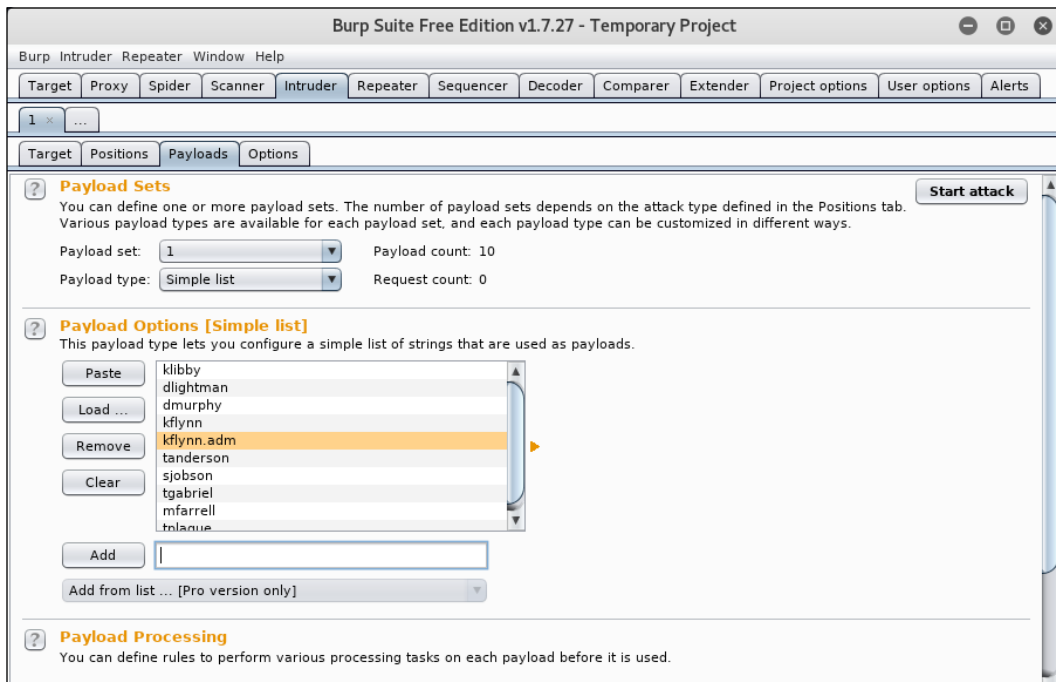 Burp Suite Free Edition v1.7.27 - Temporary Project
Burp Intruder Repeater Window Help
Target Proxy Spider Scanner Intruder Repeater Sequencer Decoder Comparer Extender Project options User options Alerts
1 × ...
Target Positions Payloads Options
? Payload Sets Start attack
You can define one or more payload sets. The number of payload sets depends on the attack type defined in the Positions tab.
Various payload types are available for each payload set, and each payload type can be customized in different ways.
Payload set: 1 Payload count: 10
Payload type: Simple list Request count: 0
? Payload Options [Simple list]
This payload type lets you configure a simple list of strings that are used as payloads.
Paste
Load ...
Remove
Clear
klibby
dlightman
dmurphy
kflynn
kflynn.adm
tanderson
sjobson
tgabriel
mfarrell
tplague
Add
Add from list ... [Pro version only]
? Payload Processing
You can define rules to perform various processing tasks on each payload before it is used.